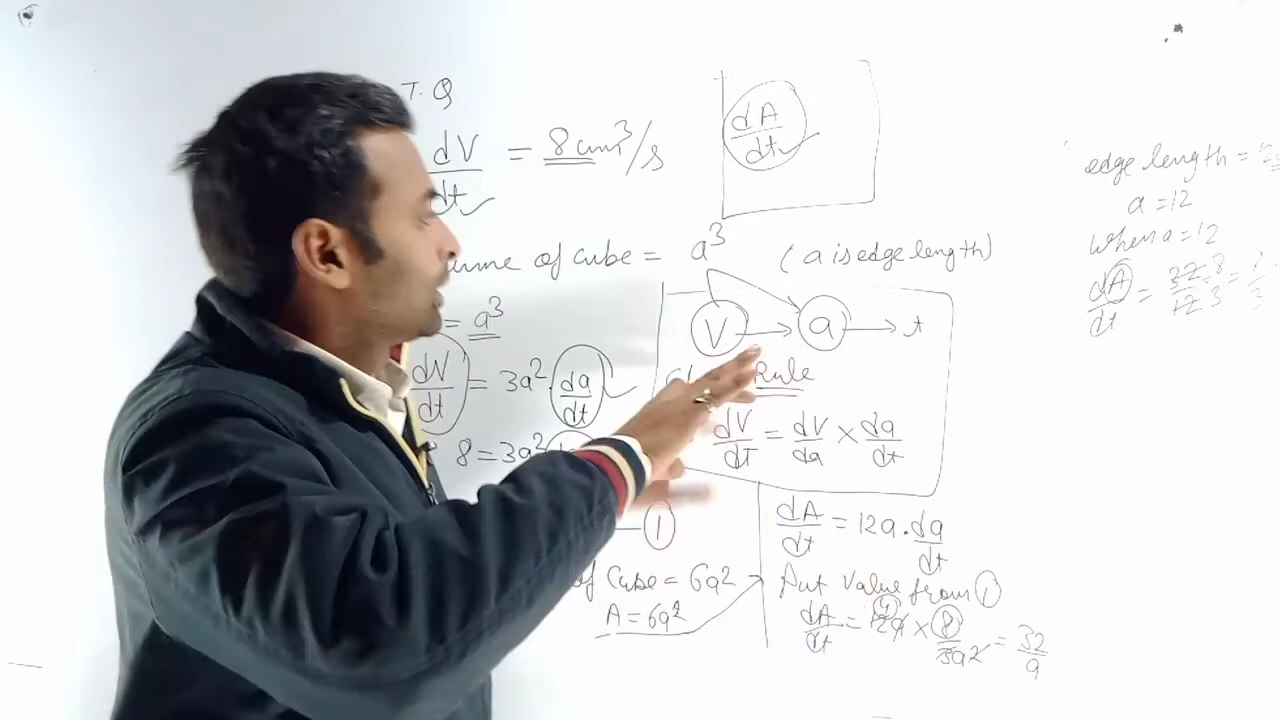 T. Q
dV/dt = 8 cm³/s
dA/dt
of cube = a³ (a is edge length)
= a³
V → a → t
Rule
dV/dt = 3a² . da/dt
dV/dt = dV/da × da/dt
8 = 3a²
1
dA/dt = 12a . da/dt
of Cube = 6a²
A = 6a²
Put value from 1
dA/dt = 12a × 8/3a² = 32/a
edge length =
a = 12
when a = 12
dA/dt = 32 8/12 3 =